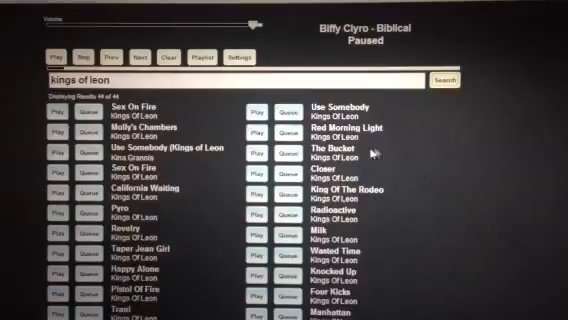 Volume
Biffy Clyro - Biblical
Paused
Play Stop Prev Next Clear Playlist Settings
kings of leon Search
Displaying Results 44 of 44
Play Queue Sex On Fire
Kings Of Leon
Play Queue Use Somebody
Kings Of Leon
Play Queue Molly's Chambers
Kings Of Leon
Play Queue Red Morning Light
Kings Of Leon
Play Queue Use Somebody (Kings of Leon
Kina Grannis
Play Queue The Bucket
Kings Of Leon
Play Queue Sex On Fire
Kings Of Leon
Play Queue Closer
Kings Of Leon
Play Queue California Waiting
Kings Of Leon
Play Queue King Of The Rodeo
Kings Of Leon
Play Queue Pyro
Kings Of Leon
Play Queue Radioactive
Kings Of Leon
Play Queue Revelry
Kings Of Leon
Play Queue Milk
Kings Of Leon
Play Queue Taper Jean Girl
Kings Of Leon
Play Queue Wasted Time
Kings Of Leon
Play Queue Happy Alone
Kings Of Leon
Play Queue Knocked Up
Kings Of Leon
Play Queue Pistol Of Fire
Kings Of Leon
Play Queue Four Kicks
Kings Of Leon
Play Queue Trani
Play Queue Manhattan